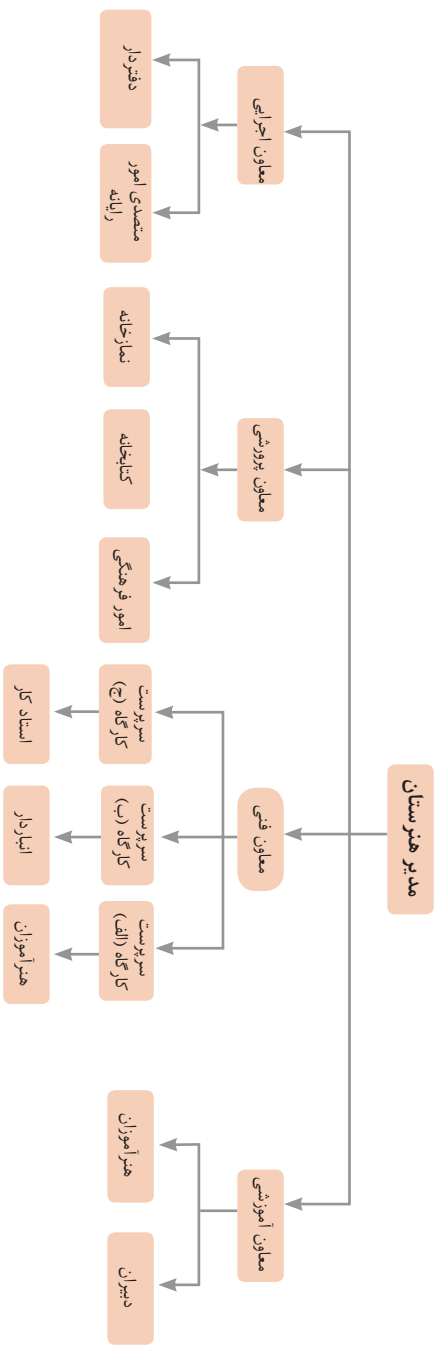 مدیر هنرستان
معاون آموزشی
معاون فنی
معاون پرورشی
معاون اجرایی
دبیران
هنرآموزان
سرپرست
کارگاه (الف)
سرپرست
کارگاه (ب)
سرپرست
کارگاه (ج)
امور فرهنگی
کتابخانه
نمازخانه
متصدی امور
رایانه
دفتردار
هنرآموزان
انباردار
استاد کار